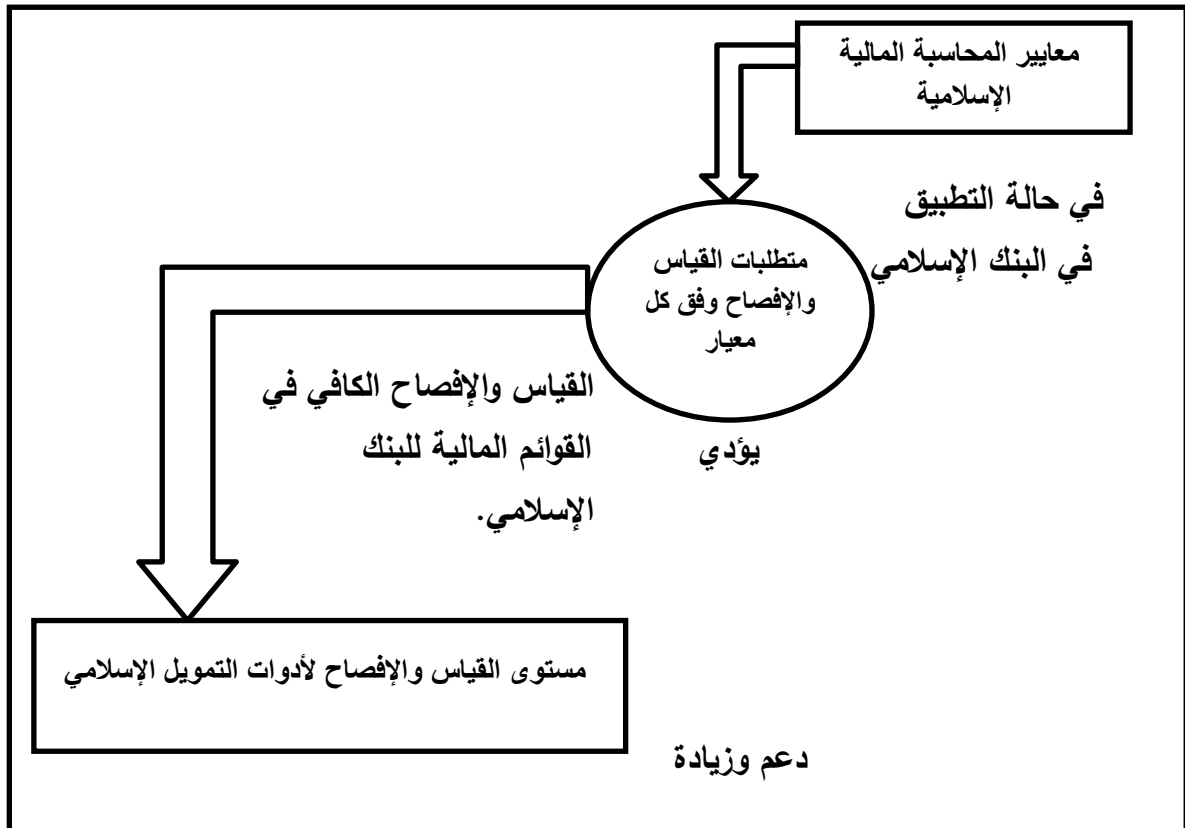 معايير المحاسبة المالية
الإسلامية
في حالة التطبيق
في البنك الإسلامي
متطلبات القياس
والإفصاح وفق كل
معيار
يؤدي
القياس والإفصاح الكافي في
القوائم المالية للبنك
الإسلامي.
مستوى القياس والإفصاح لأدوات التمويل الإسلامي
دعم وزيادة